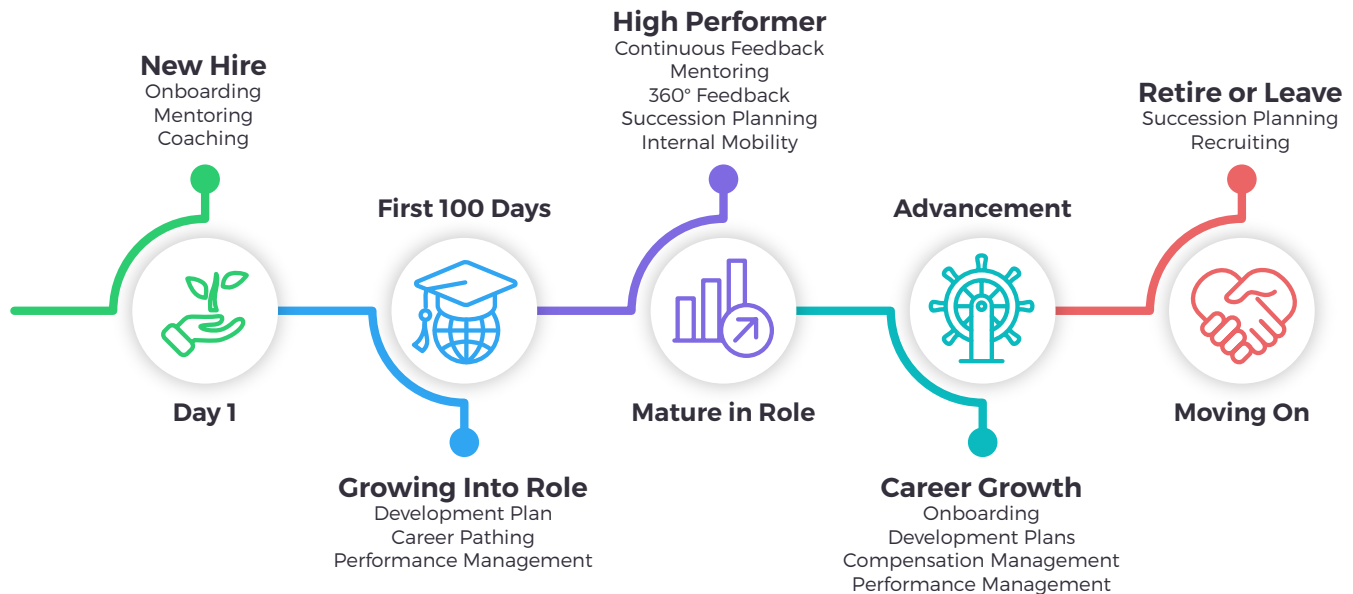 New Hire
Onboarding
Mentoring
Coaching
Day 1
First 100 Days
Growing Into Role
Development Plan
Career Pathing
Performance Management
High Performer
Continuous Feedback
Mentoring
360° Feedback
Succession Planning
Internal Mobility
Mature in Role
Advancement
Career Growth
Onboarding
Development Plans
Compensation Management
Performance Management
Retire or Leave
Succession Planning
Recruiting
Moving On